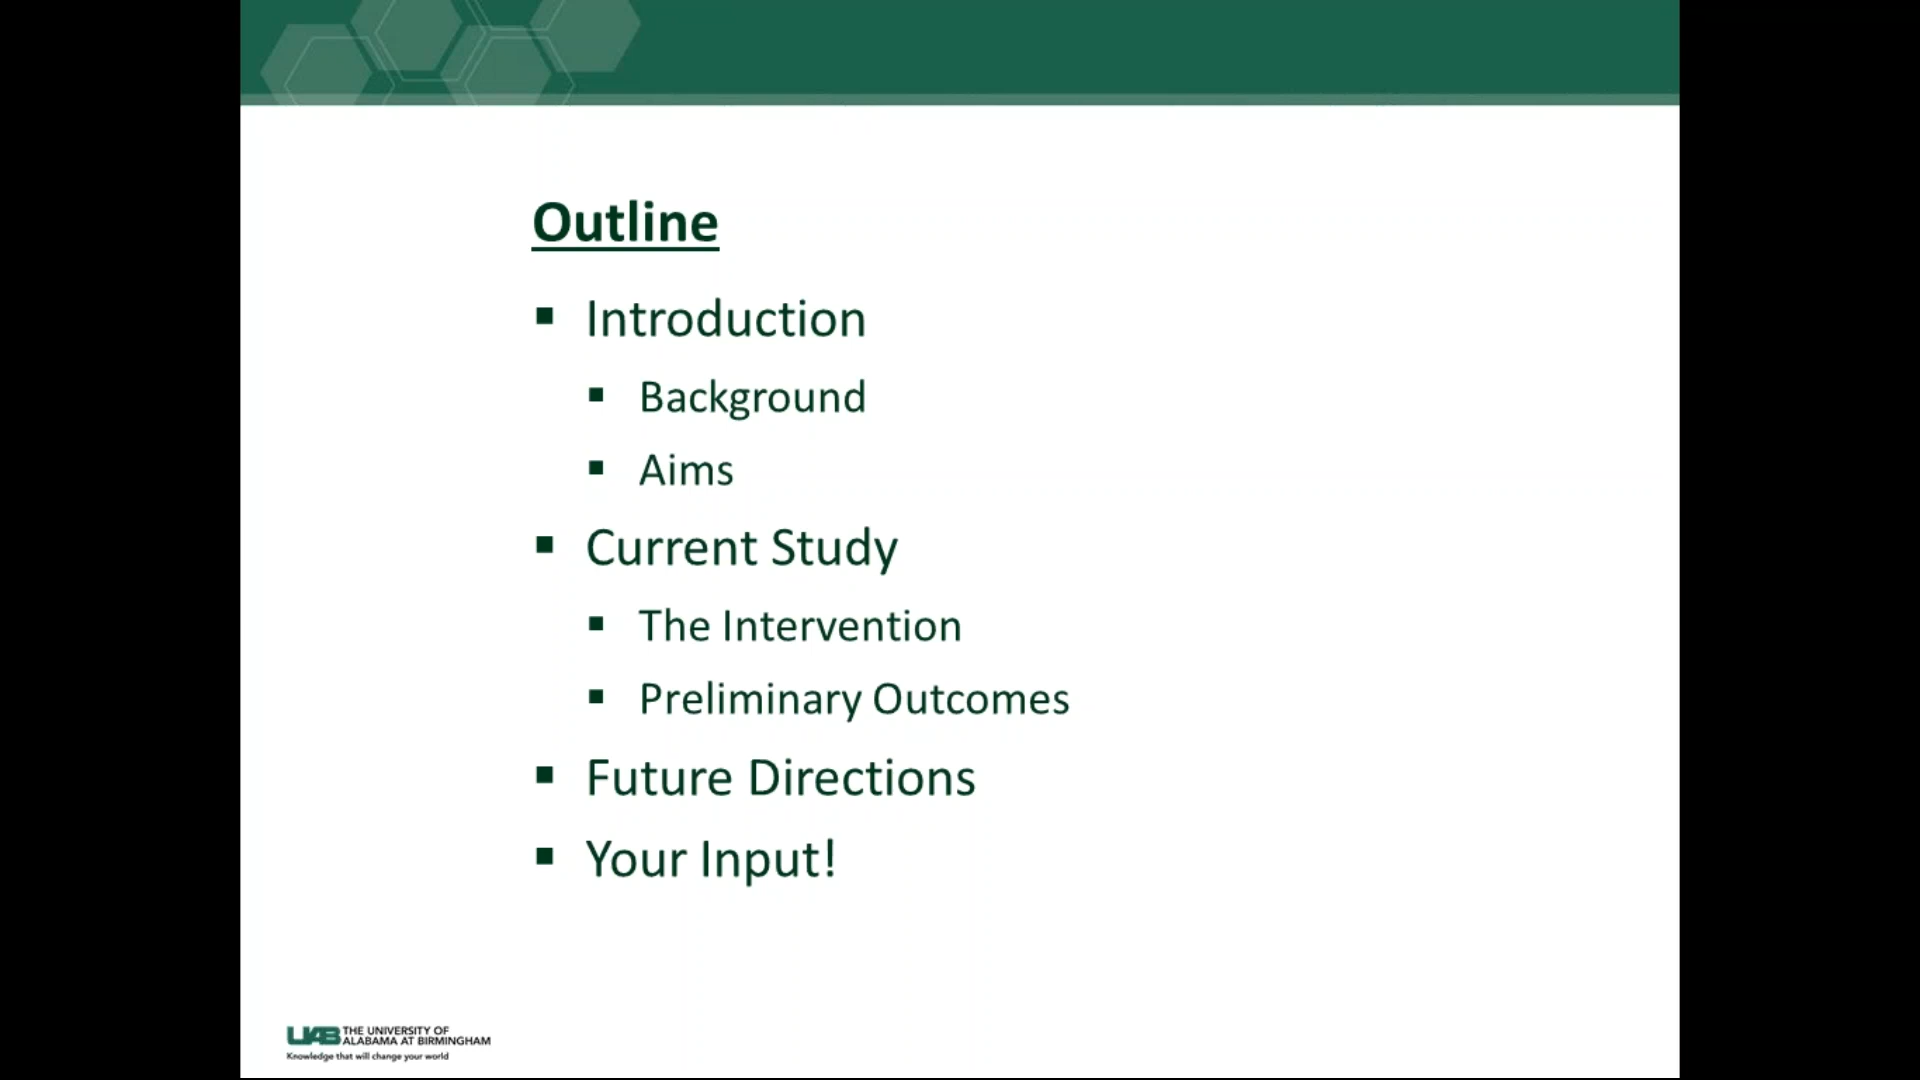 Outline
▪ Introduction
▪ Background
▪ Aims
▪ Current Study
▪ The Intervention
▪ Preliminary Outcomes
▪ Future Directions
▪ Your Input!
UAB THE UNIVERSITY OF
ALABAMA AT BIRMINGHAM
Knowledge that will change your world